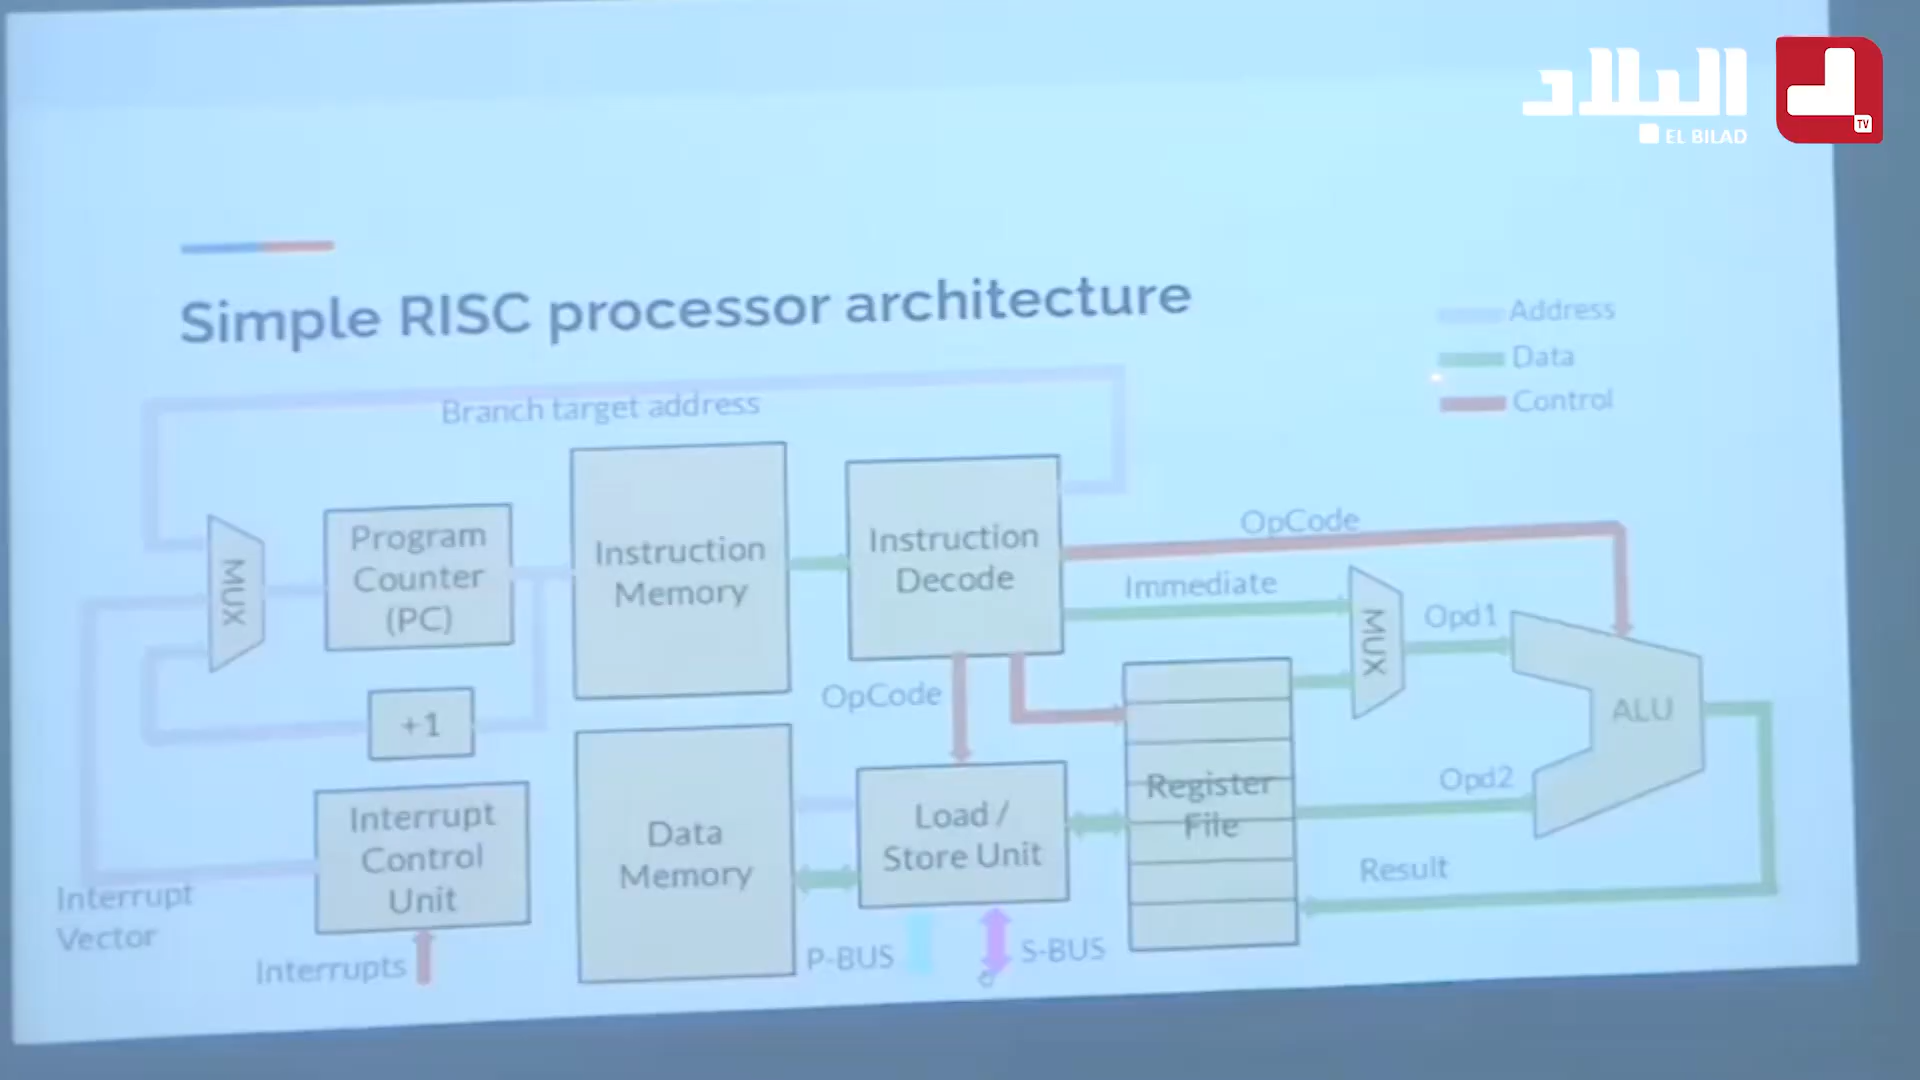 البلاد
EL BILAD
TV
Simple RISC processor architecture
Address
Data
Control
Branch target address
MUX
Program
Counter
(PC)
Instruction
Memory
Instruction
Decode
OpCode
Immediate
MUX
Opd1
ALU
+1
OpCode
Register
File
Opd2
Result
Interrupt
Control
Unit
Data
Memory
Load /
Store Unit
Interrupt
Vector
Interrupts
P-BUS
S-BUS